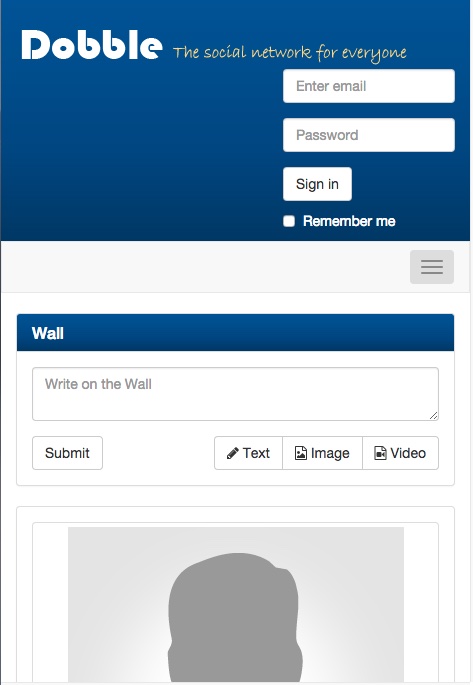 Dobble The social network for everyone
Enter email
Password
Sign in
Remember me
Wall
Write on the Wall
Submit Text Image Video